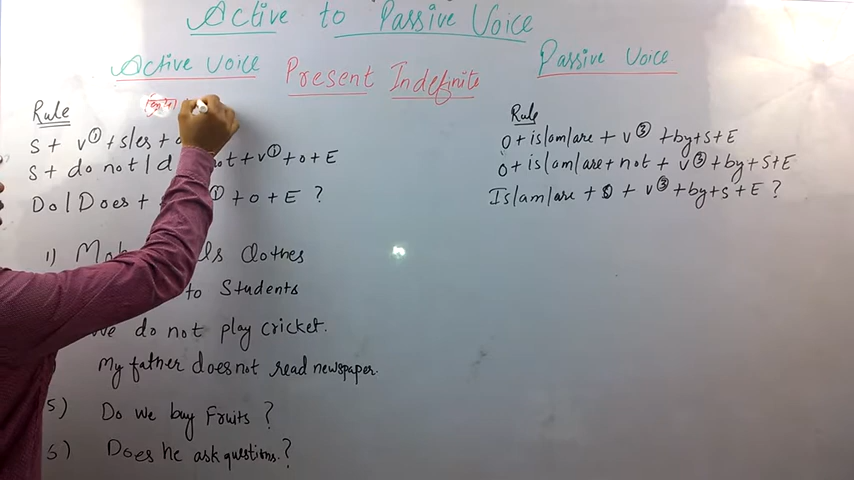 Active to Passive Voice
Active Voice
Present Indefinite
Passive Voice
Rule
S + V① + s/es +
S + do not / d not + V① + O + E
Do / Does + ① + O + E ?
1) sells Clothes
to Students
We do not play cricket.
My father does not read newspaper.
5) Do we buy Fruits ?
6) Does he ask questions. ?
Rule
O + is/am/are + V③ + by + S + E
O + is/am/are + not + V③ + by + S + E
Is/am/are + O + V③ + by + S + E ?